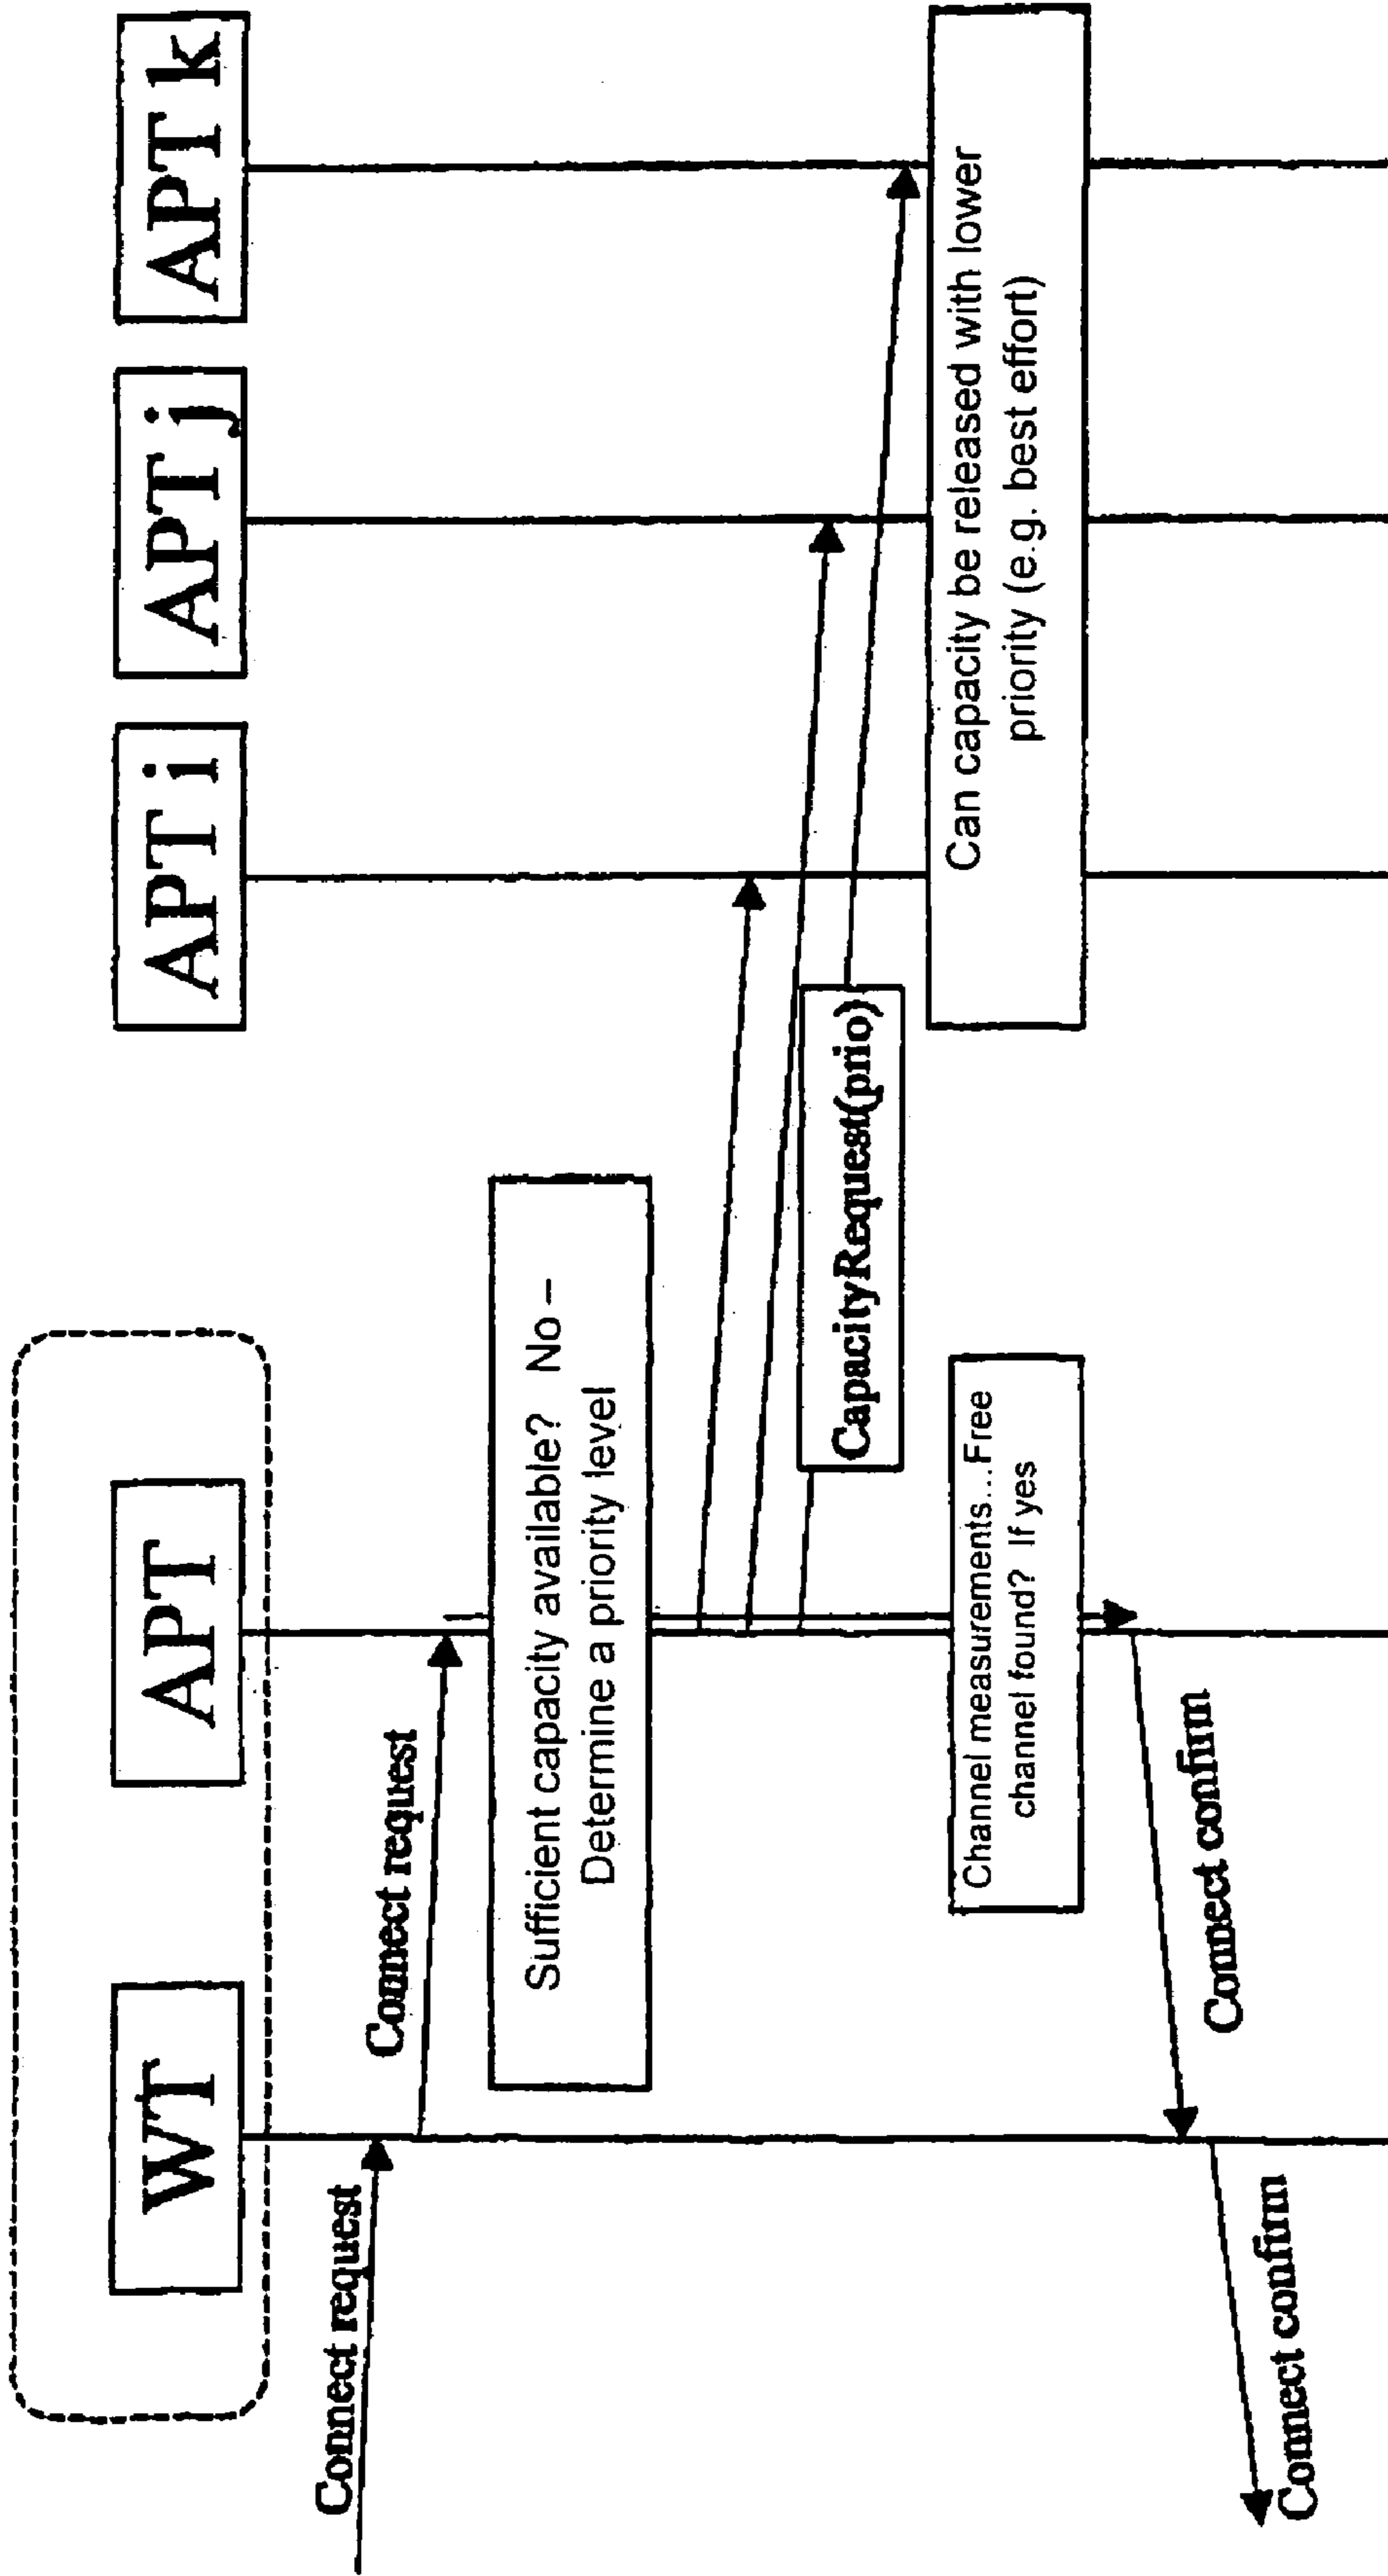 WT
APT
APT i
APT j
APT k
Connect request
Connect request
Sufficient capacity available? No –
Determine a priority level
CapacityRequest(prio)
Channel measurements...Free
channel found? If yes
Can capacity be released with lower
priority (e.g. best effort)
Connect confirm
Connect confirm